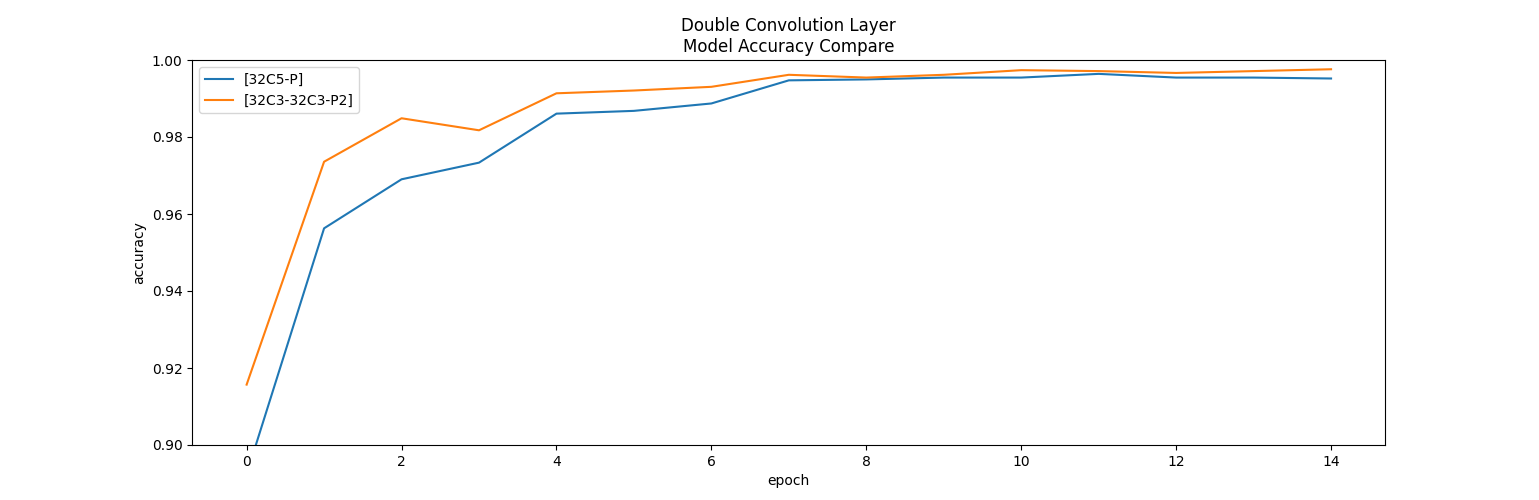 Double Convolution Layer
Model Accuracy Compare
1.00
0.98
0.96
0.94
0.92
0.90
accuracy
[32C5-P]
[32C3-32C3-P2]
0 2 4 6 8 10 12 14
epoch